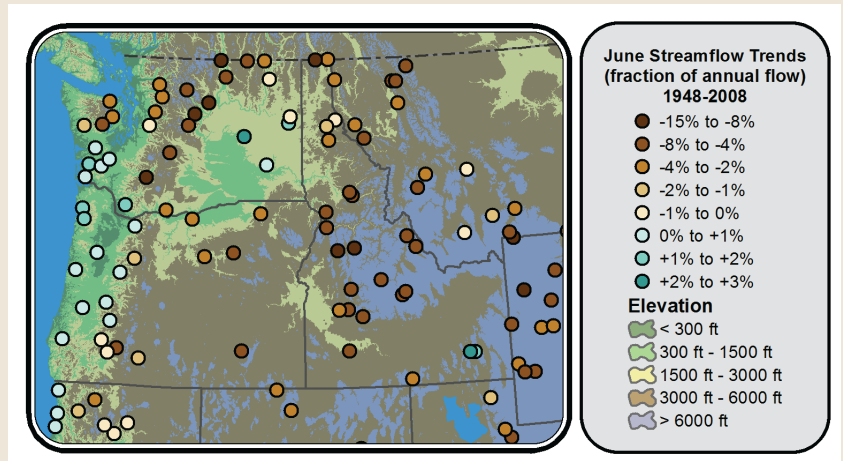 June Streamflow Trends
(fraction of annual flow)
1948-2008
-15% to -8%
-8% to -4%
-4% to -2%
-2% to -1%
-1% to 0%
0% to +1%
+1% to +2%
+2% to +3%
Elevation
< 300 ft
300 ft - 1500 ft
1500 ft - 3000 ft
3000 ft - 6000 ft
> 6000 ft